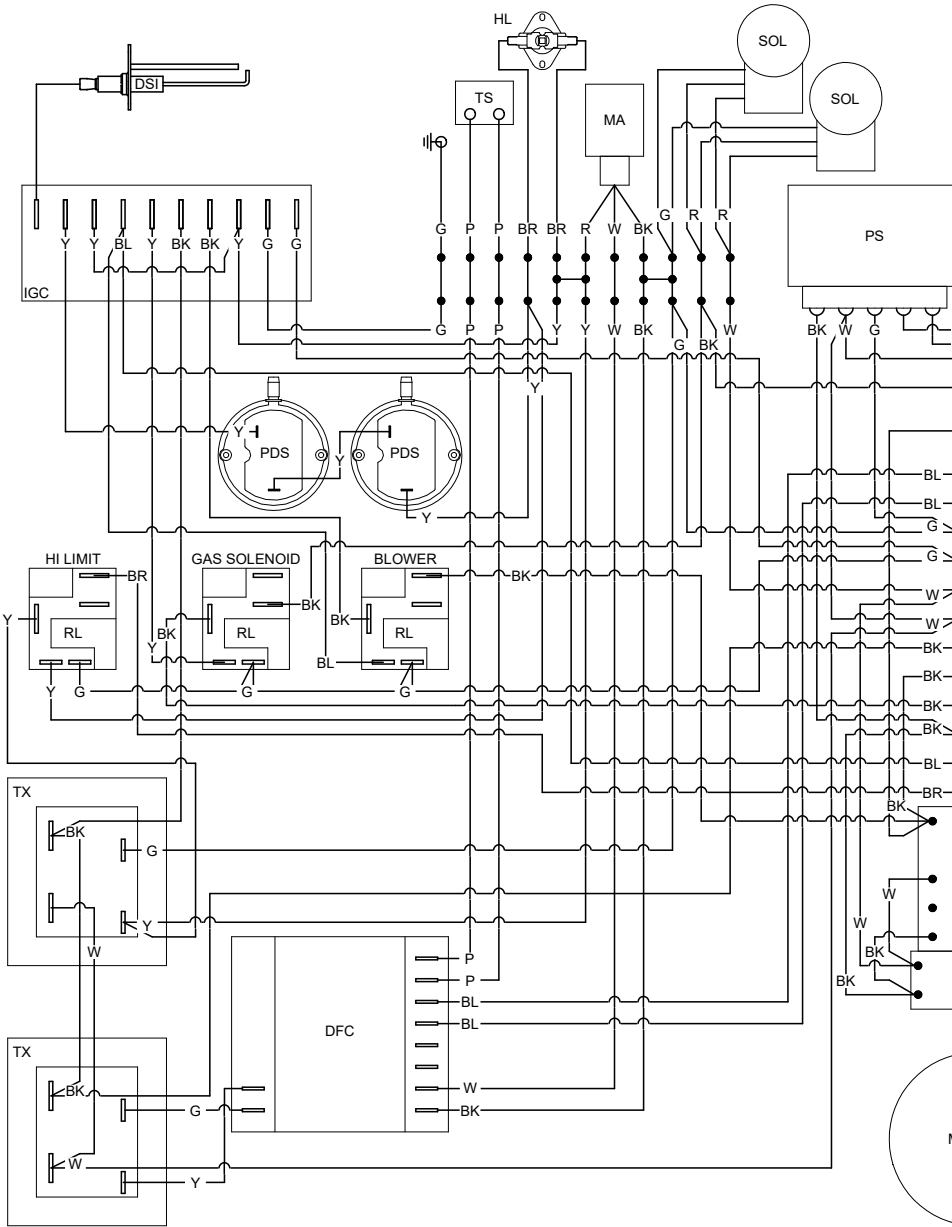 HL
SOL
DSI
TS
SOL
MA
G R R
G P P BR BR R W BK
PS
Y Y BL Y BK BK Y G G
IGC
G P P Y Y W BK W BK W G
G BK
Y
Y
PDS PDS
Y
BL
Y
BL
G
HI LIMIT GAS SOLENOID BLOWER
G
BR BK
W
BK
Y BK BK
W
RL RL RL
BK
Y
BL
BK
Y G G G
BK
BK
BL
TX
BR
BK
BK
G
W
Y
W
W
BK
P
P
BK
BL
DFC
BL
TX
BK
W
G
BK
W
Y
M